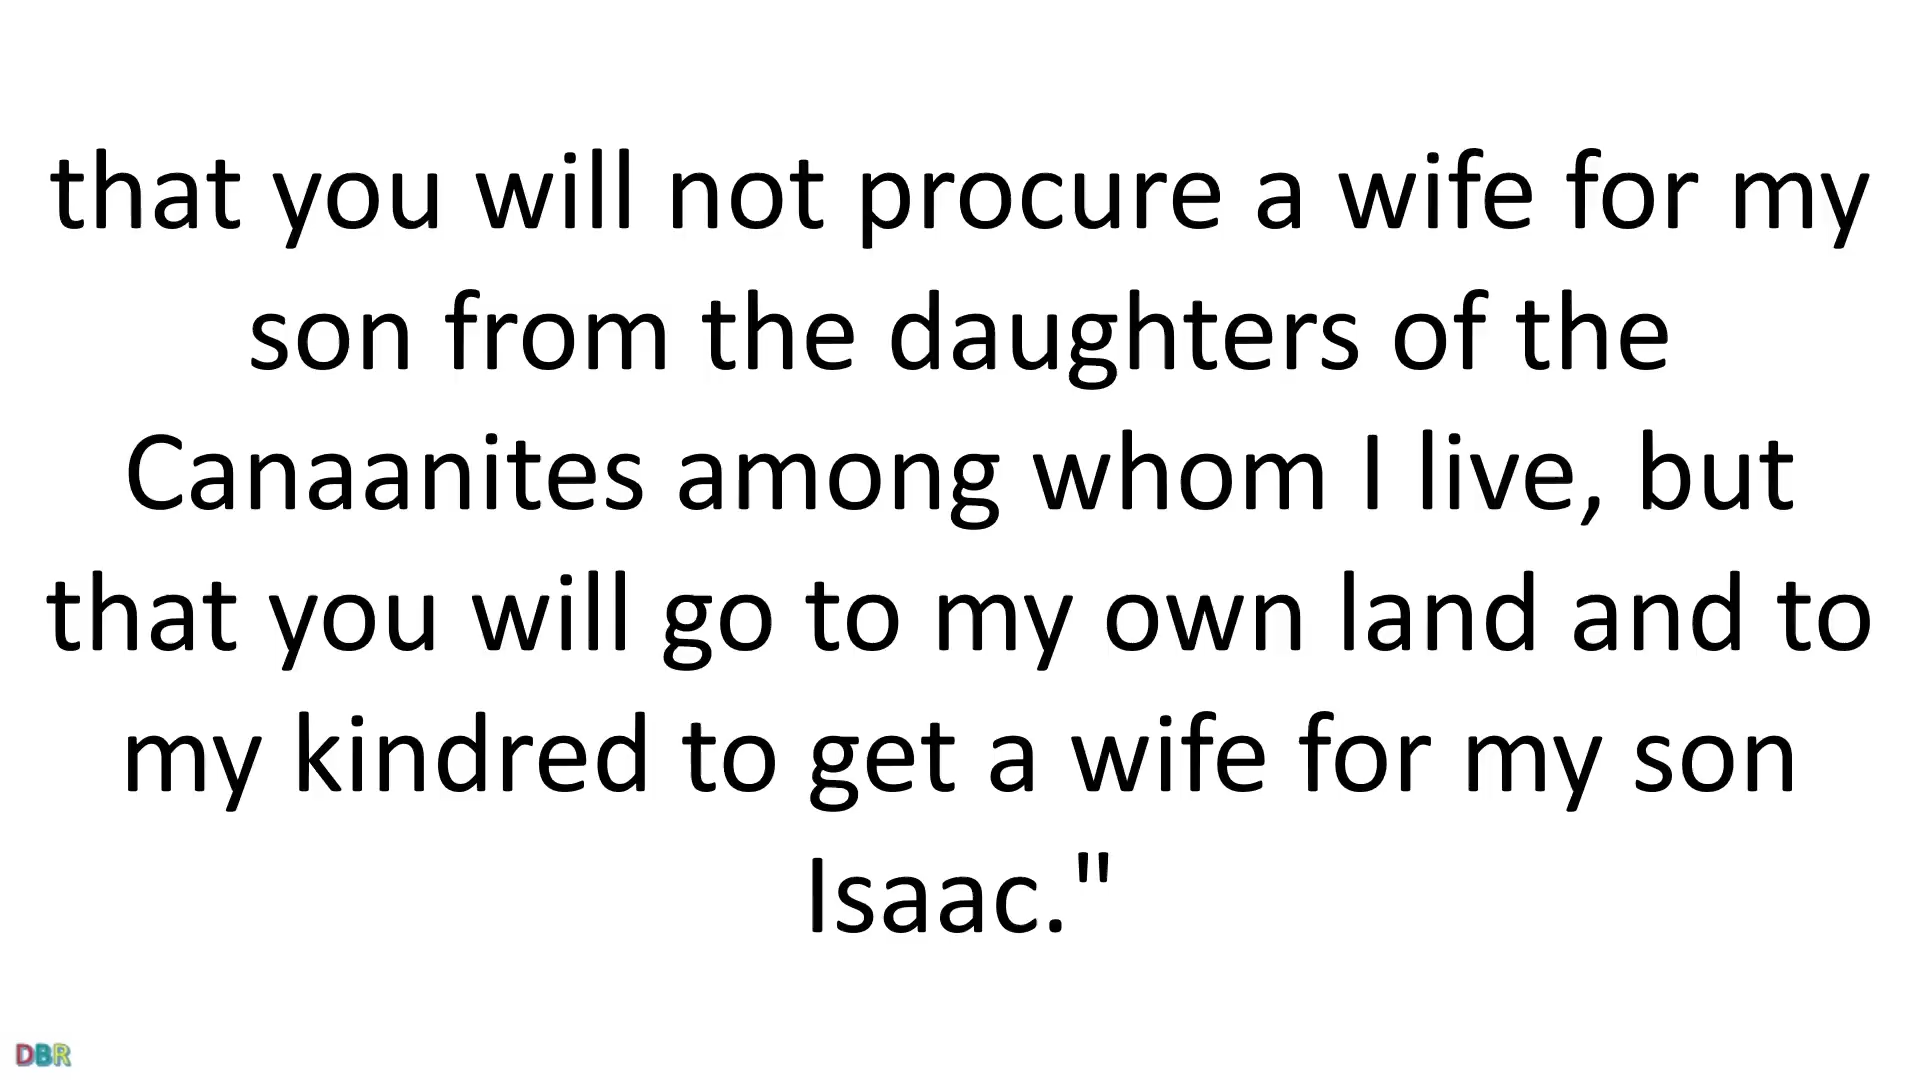 that you will not procure a wife for my
son from the daughters of the
Canaanites among whom I live, but
that you will go to my own land and to
my kindred to get a wife for my son
Isaac."
DBR